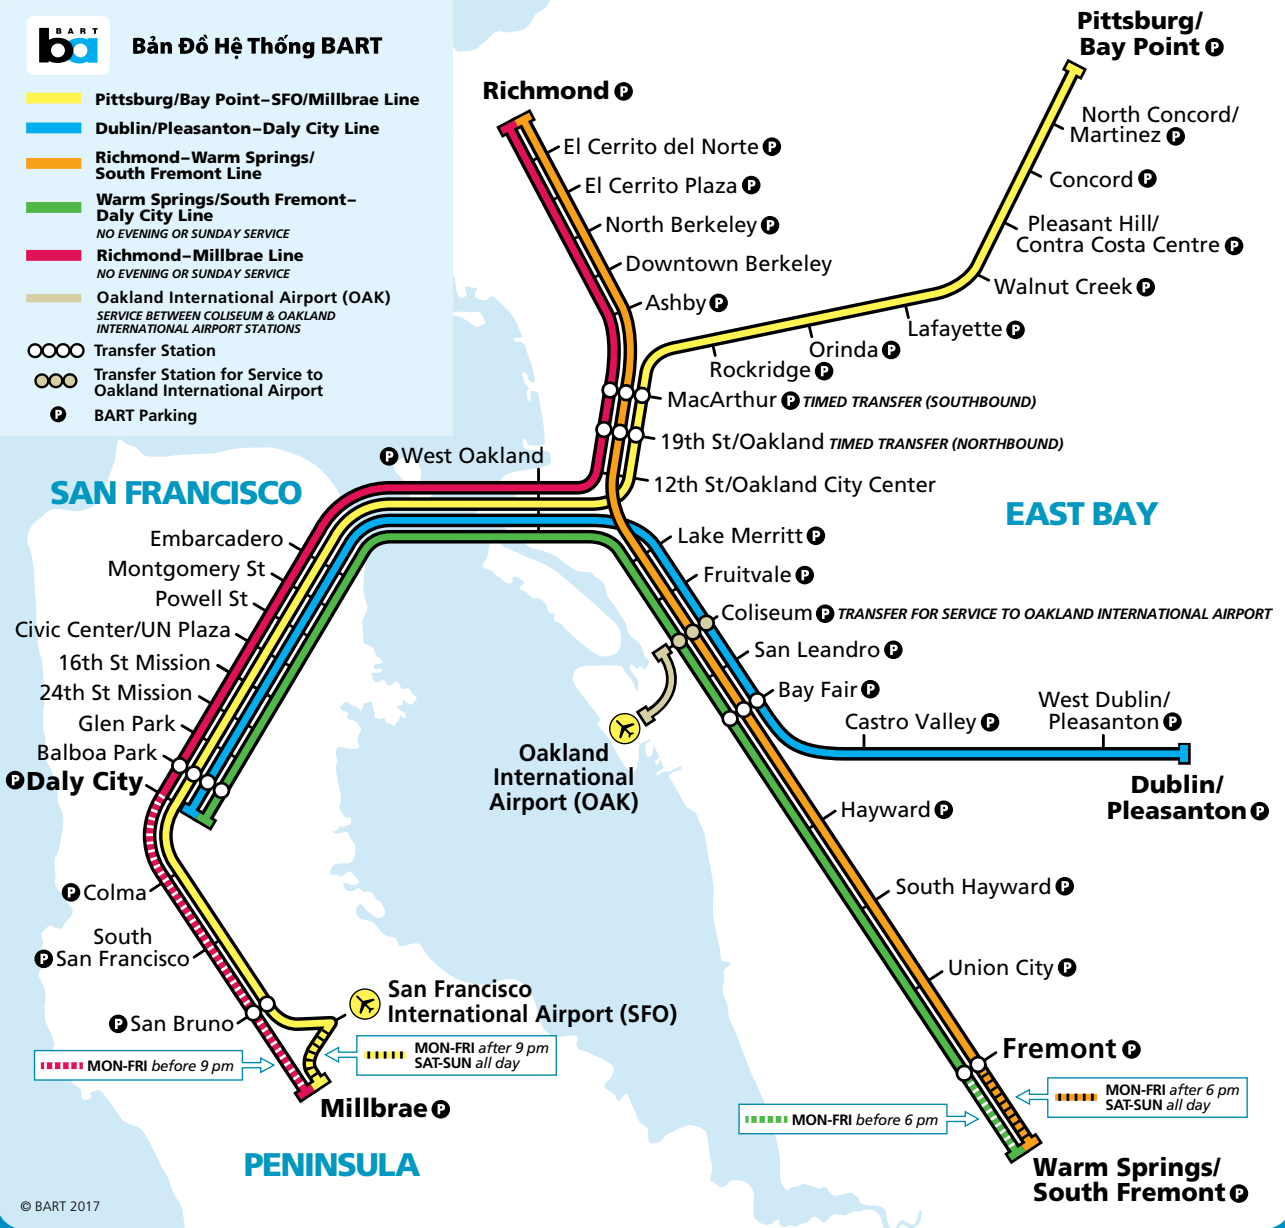 BART
ba
Bản Đồ Hệ Thống BART
Pittsburg/Bay Point–SFO/Millbrae Line
Dublin/Pleasanton–Daly City Line
Richmond–Warm Springs/
South Fremont Line
Warm Springs/South Fremont–
Daly City Line
NO EVENING OR SUNDAY SERVICE
Richmond–Millbrae Line
NO EVENING OR SUNDAY SERVICE
Oakland International Airport (OAK)
SERVICE BETWEEN COLISEUM & OAKLAND
INTERNATIONAL AIRPORT STATIONS
Transfer Station
Transfer Station for Service to
Oakland International Airport
P BART Parking
Pittsburg/
Bay Point P
North Concord/
Martinez P
Concord P
Pleasant Hill/
Contra Costa Centre P
Walnut Creek P
Lafayette P
Orinda P
Rockridge P
Richmond P
El Cerrito del Norte P
El Cerrito Plaza P
North Berkeley P
Downtown Berkeley
Ashby P
MacArthur P TIMED TRANSFER (SOUTHBOUND)
19th St/Oakland TIMED TRANSFER (NORTHBOUND)
12th St/Oakland City Center
P West Oakland
SAN FRANCISCO
EAST BAY
Embarcadero
Montgomery St
Powell St
Civic Center/UN Plaza
16th St Mission
24th St Mission
Glen Park
Balboa Park
P Daly City
P Colma
South
P San Francisco
P San Bruno
San Francisco
International Airport (SFO)
MON-FRI before 9 pm
MON-FRI after 9 pm
SAT-SUN all day
Millbrae P
PENINSULA
Lake Merritt P
Fruitvale P
Coliseum P TRANSFER FOR SERVICE TO OAKLAND INTERNATIONAL AIRPORT
San Leandro P
Bay Fair P
Oakland
International
Airport (OAK)
Castro Valley P
West Dublin/
Pleasanton P
Dublin/
Pleasanton P
Hayward P
South Hayward P
Union City P
Fremont P
MON-FRI after 6 pm
SAT-SUN all day
MON-FRI before 6 pm
Warm Springs/
South Fremont P
© BART 2017